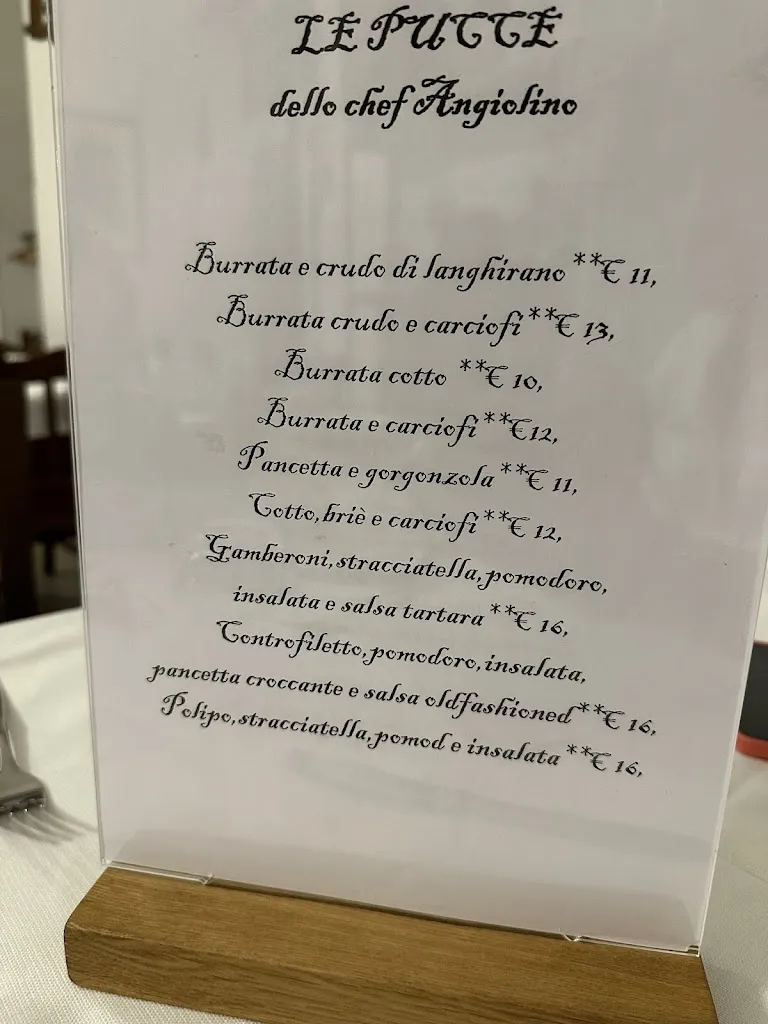 LE PUCCE
dello chef Angiolino
Burrata e crudo di langhirano **€ 11,
Burrata crudo e carciofi **€ 13,
Burrata cotto **€ 10,
Burrata e carciofi **€12,
Pancetta e gorgonzola **€ 11,
Cotto, briè e carciofi **€ 12,
Gamberoni, stracciatella, pomodoro,
insalata e salsa tartara **€ 16,
Controfiletto, pomodoro, insalata,
pancetta croccante e salsa oldfashioned **€ 16,
Polipo, stracciatella, pomod e insalata **€ 16,